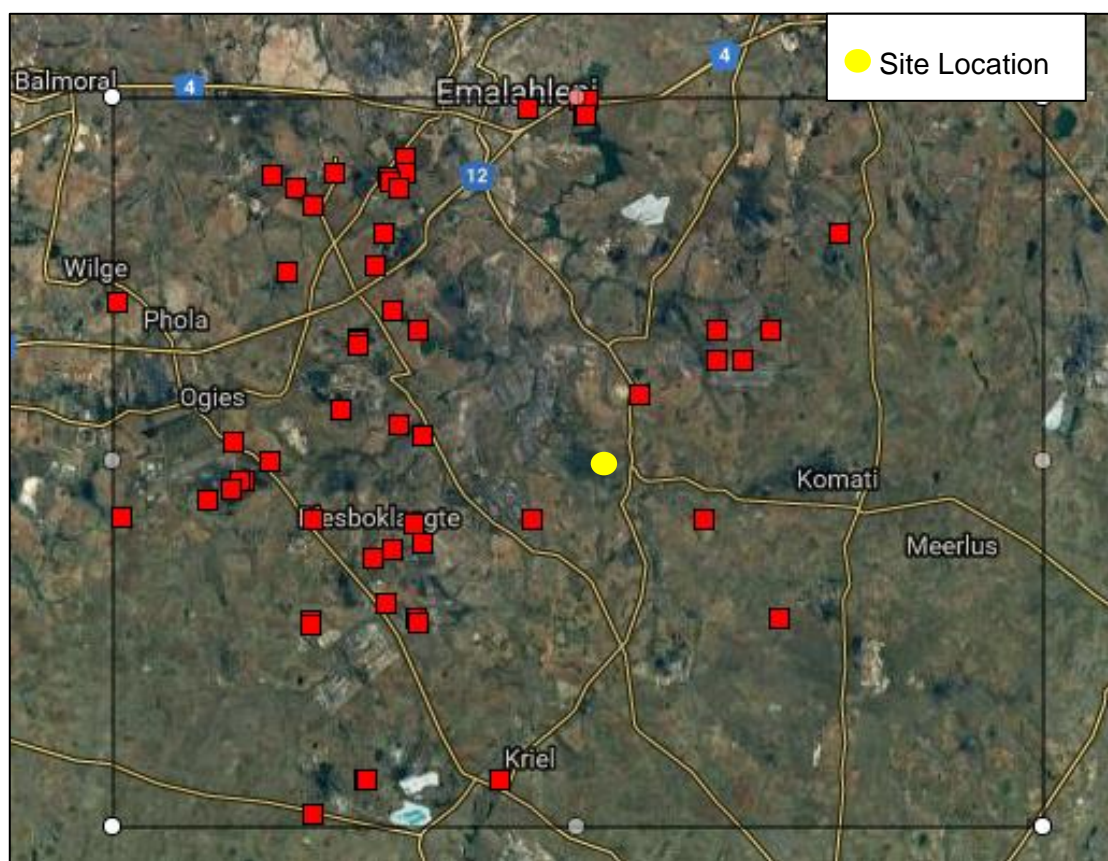 Site Location
4
Balmoral
4
Emalahleni
12
Wilge
Phola
Ogies
Komati
Meerlus
Kriel